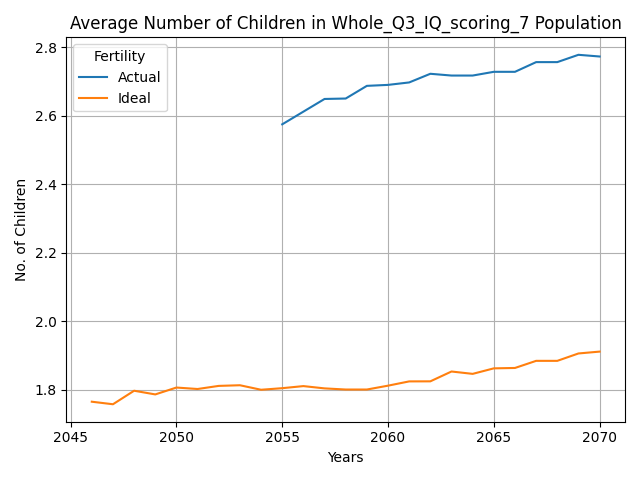 Average Number of Children in Whole_Q3_IQ_scoring_7 Population
Fertility
Actual
Ideal
No. of Children
2.8
2.6
2.4
2.2
2.0
1.8
2045 2050 2055 2060 2065 2070
Years